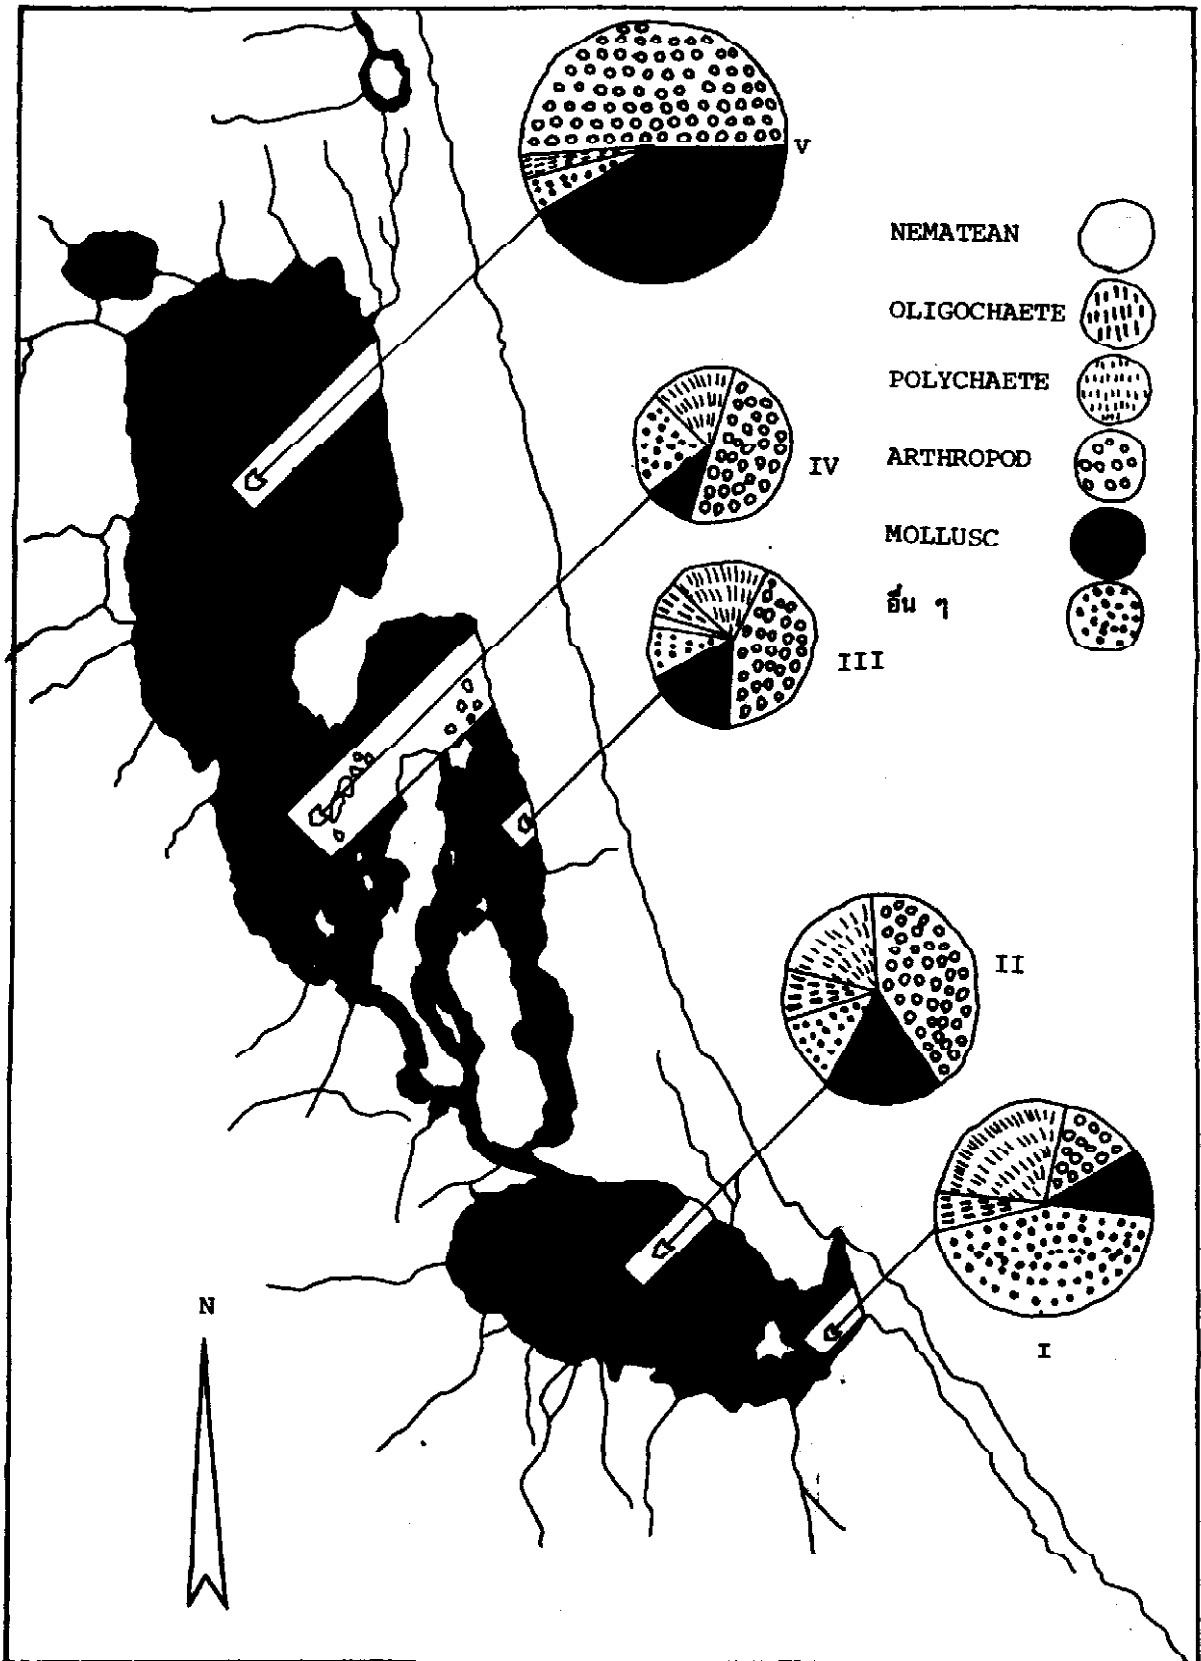 V
NEMATEAN
OLIGOCHAETE
POLYCHAETE
IV
ARTHROPOD
MOLLUSC
อื่น ๆ
III
II
I
N